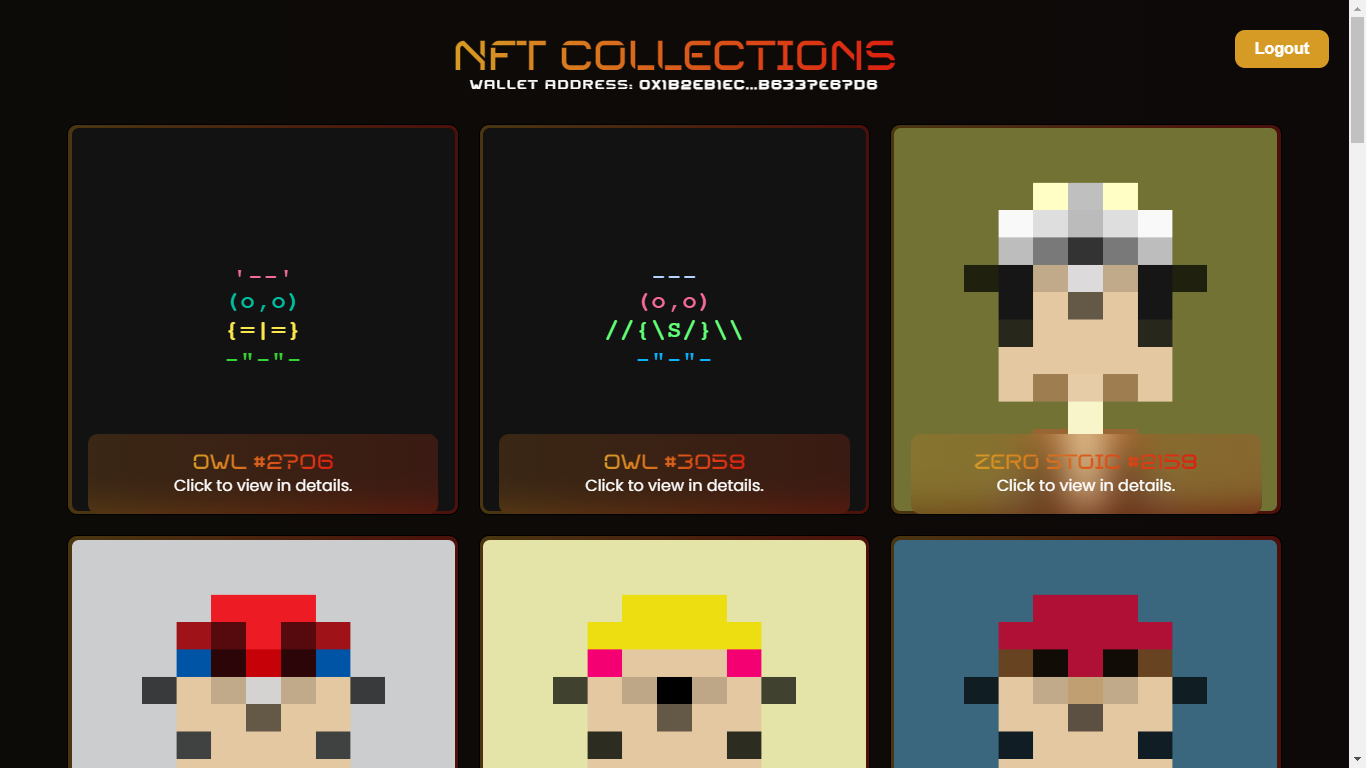 NFT COLLECTIONS
WALLET ADDRESS: 0X1B2EB1EC...B6337E67D6
Logout
'--'
(o,o)
{=|=}
-"-"-
---
(o,o)
//{\S/}\\
-"-"-
OWL #2706
Click to view in details.
OWL #3058
Click to view in details.
ZERO STOIC #2158
Click to view in details.